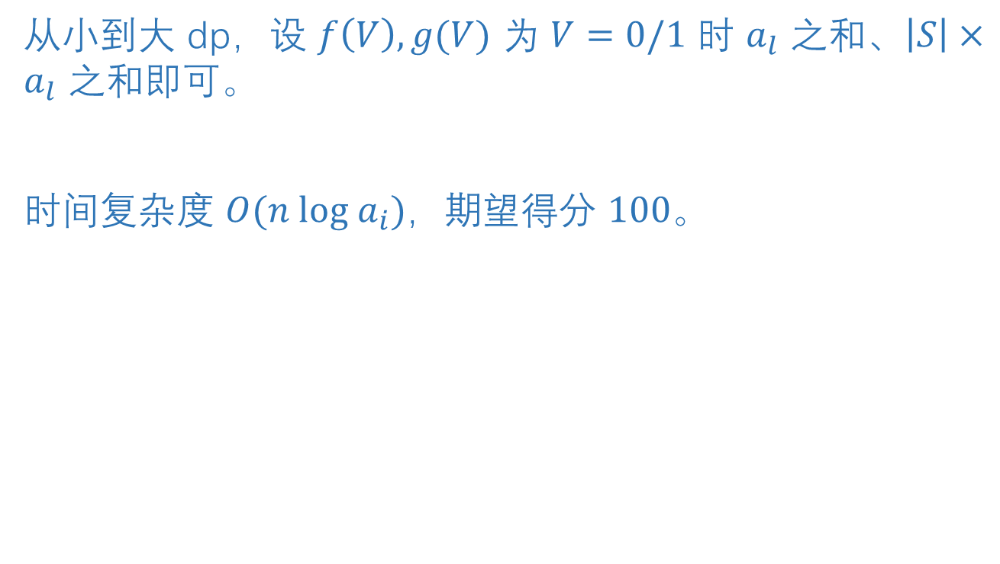 从小到大 dp，设 f(V), g(V) 为 V = 0/1 时 a_l 之和、|S| ×
a_l 之和即可。
时间复杂度 O(n log a_i)，期望得分 100。